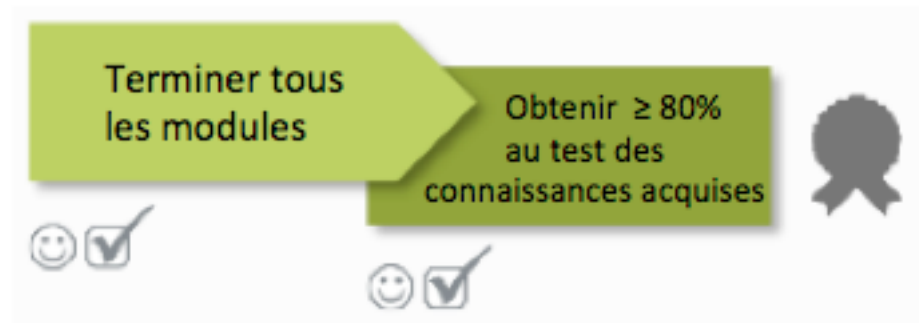 Terminer tous
les modules
Obtenir ≥ 80%
au test des
connaissances acquises